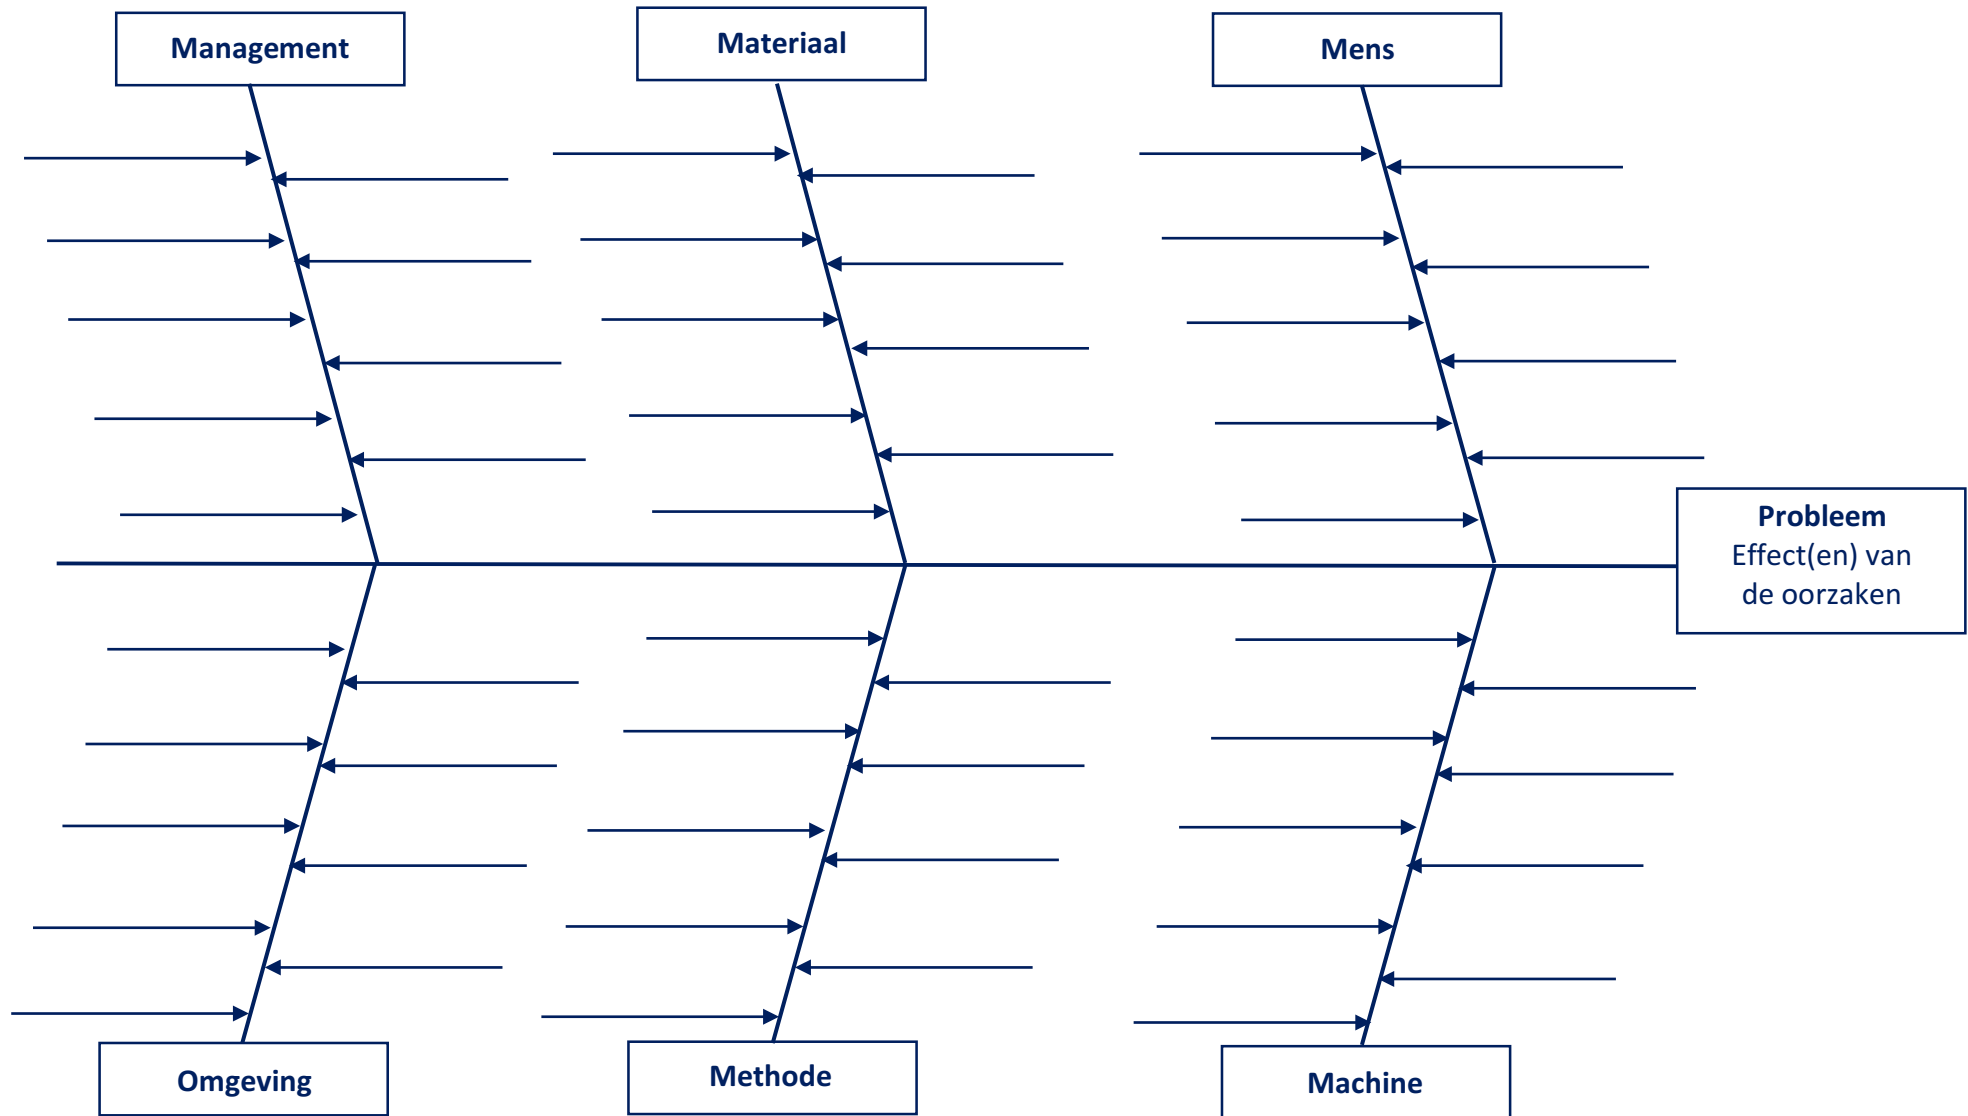 Management
Materiaal
Mens
Probleem
Effect(en) van
de oorzaken
Omgeving
Methode
Machine